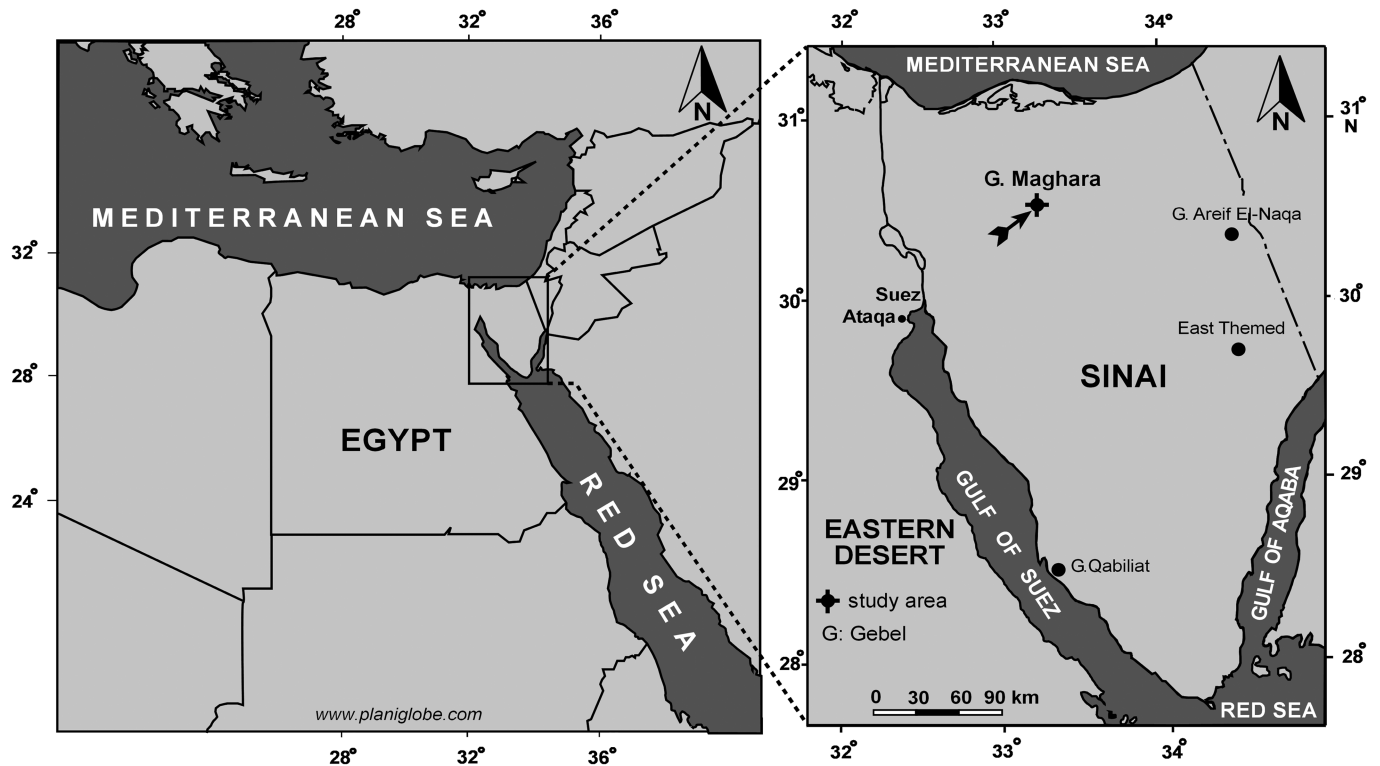 28° 32° 36°
32°
28°
24°
28° 32° 36°
N
MEDITERRANEAN SEA
EGYPT
RED SEA
www.planiglobe.com
32° 33° 34°
31°
30°
29°
28°
31°
N
30°
29°
28°
32° 33° 34°
MEDITERRANEAN SEA
N
G. Maghara
G. Areif El-Naqa
Suez
Ataqa
East Themed
SINAI
GULF OF SUEZ
GULF OF AQABA
EASTERN
DESERT
G.Qabiliat
study area
G: Gebel
0 30 60 90 km
RED SEA